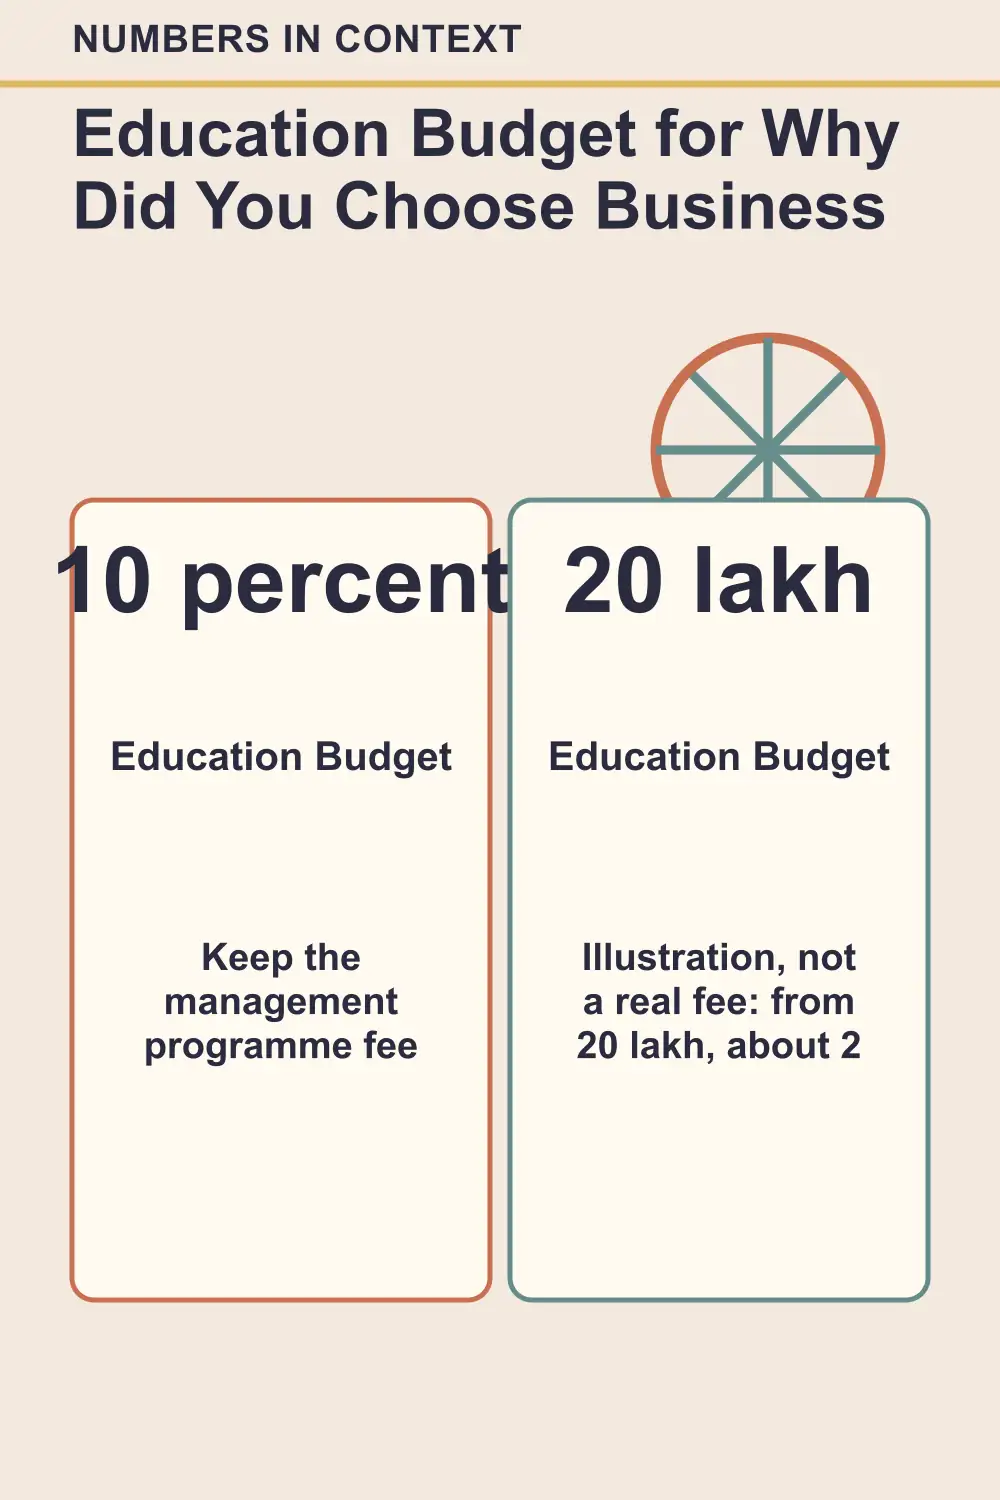 NUMBERS IN CONTEXT
Education Budget for Why
Did You Choose Business
10 percent
Education Budget
Keep the
management
programme fee
20 lakh
Education Budget
Illustration, not
a real fee: from
20 lakh, about 2